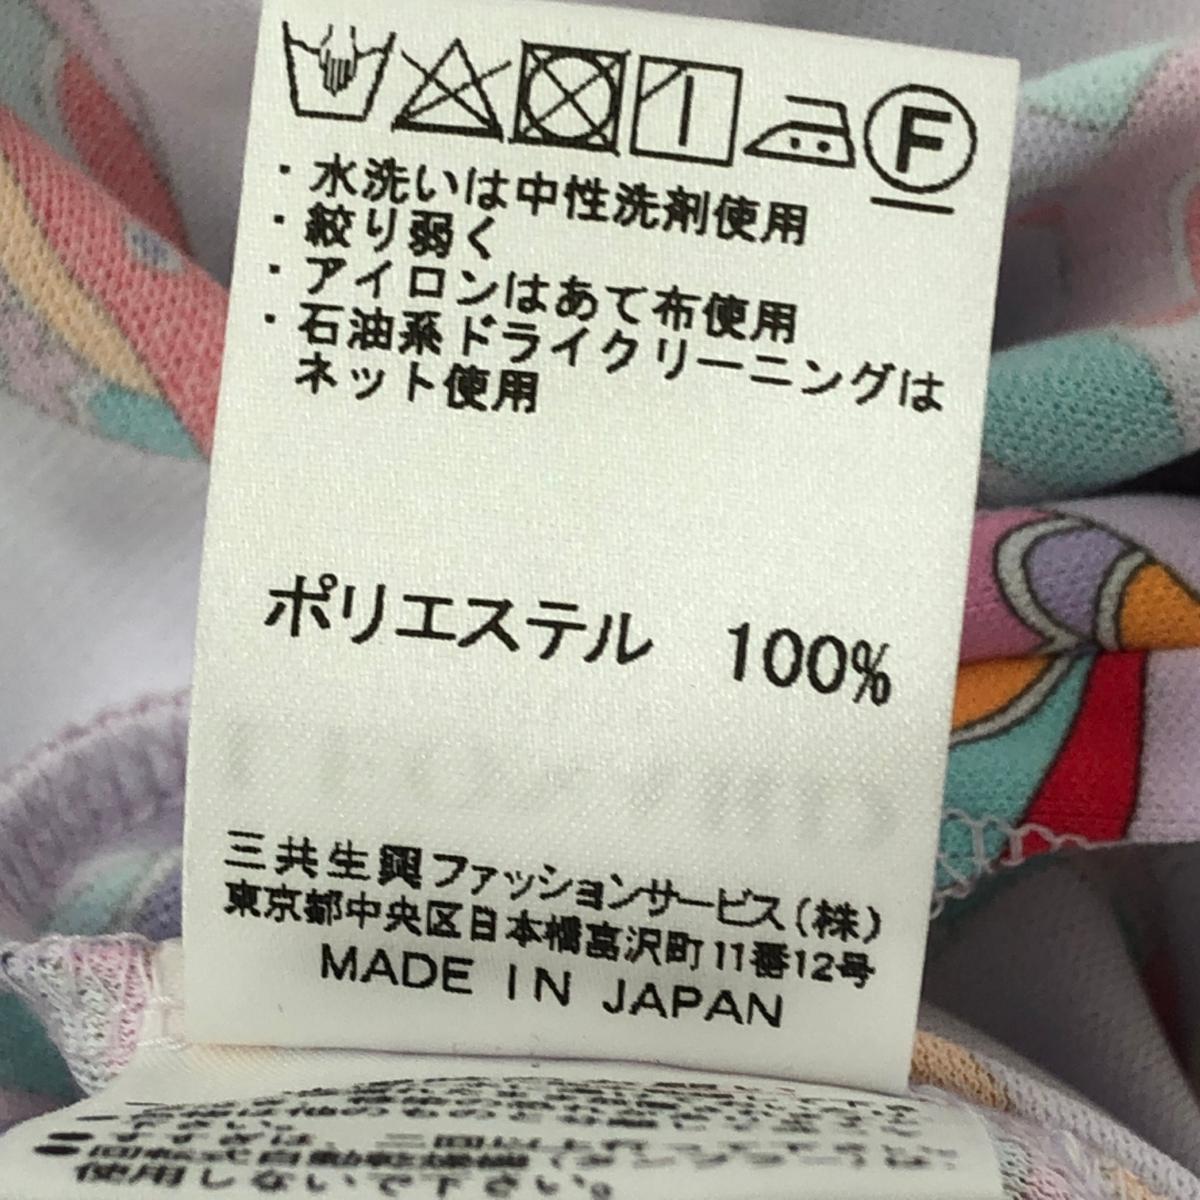 F
・水洗いは中性洗剤使用
・絞り弱く
・アイロンはあて布使用
・石油系ドライクリーニングは
ネット使用
ポリエステル 100%
三共生興ファッションサービス(株)
東京都中央区日本橋富沢町11番12号
MADE IN JAPAN
下さい。
使用しないで下さい。